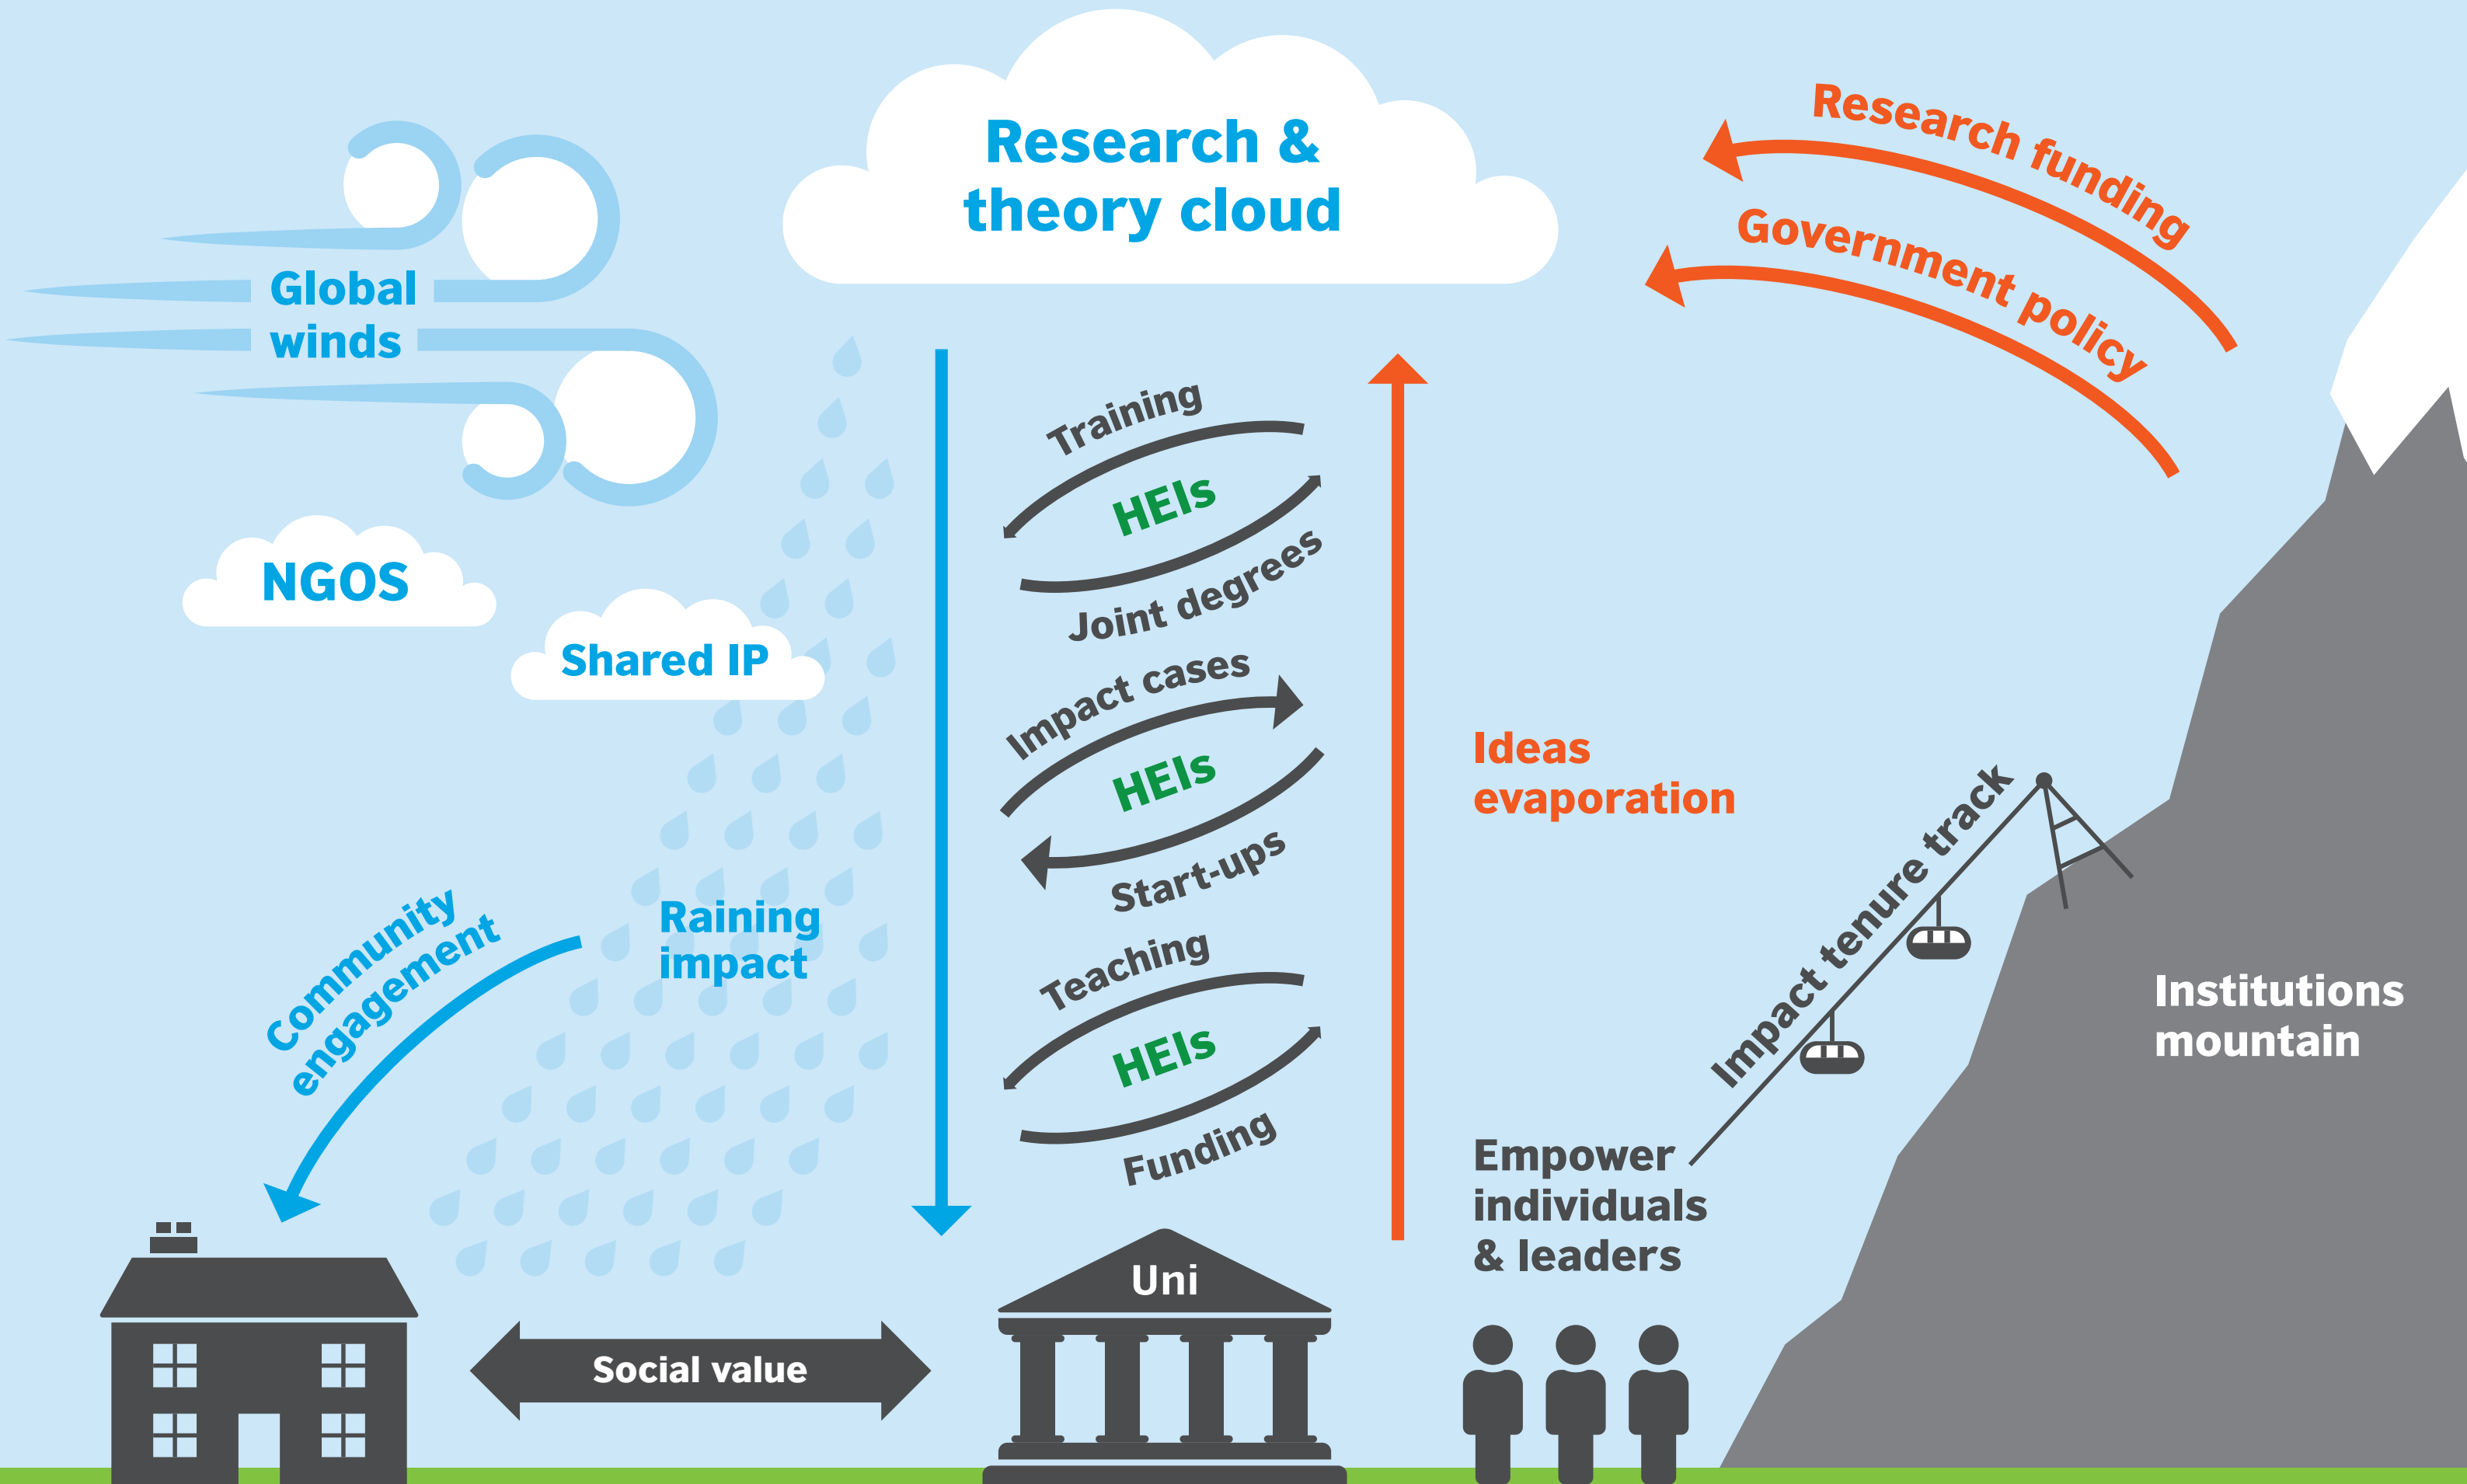 Research &
theory cloud
Research funding
Government policy
Global
winds
NGOS
Shared IP
Training
HEIs
Joint degrees
Impact cases
HEIs
Start-ups
Teaching
HEIs
Funding
Ideas
evaporation
Raining
impact
Community
engagement
Impact tenure track
Institutions
mountain
Empower
individuals
& leaders
Uni
Social value